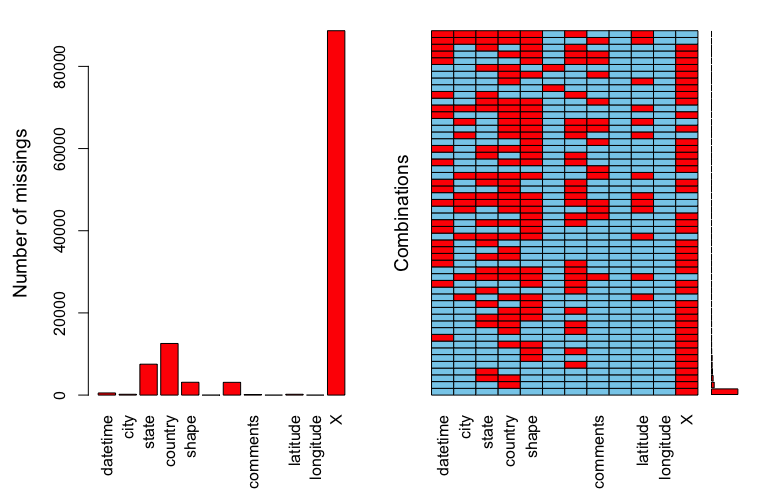 Number of missings
0
20000
40000
60000
80000
datetime
city
state
country
shape
comments
latitude
longitude
X
Combinations
datetime
city
state
country
shape
comments
latitude
longitude
X